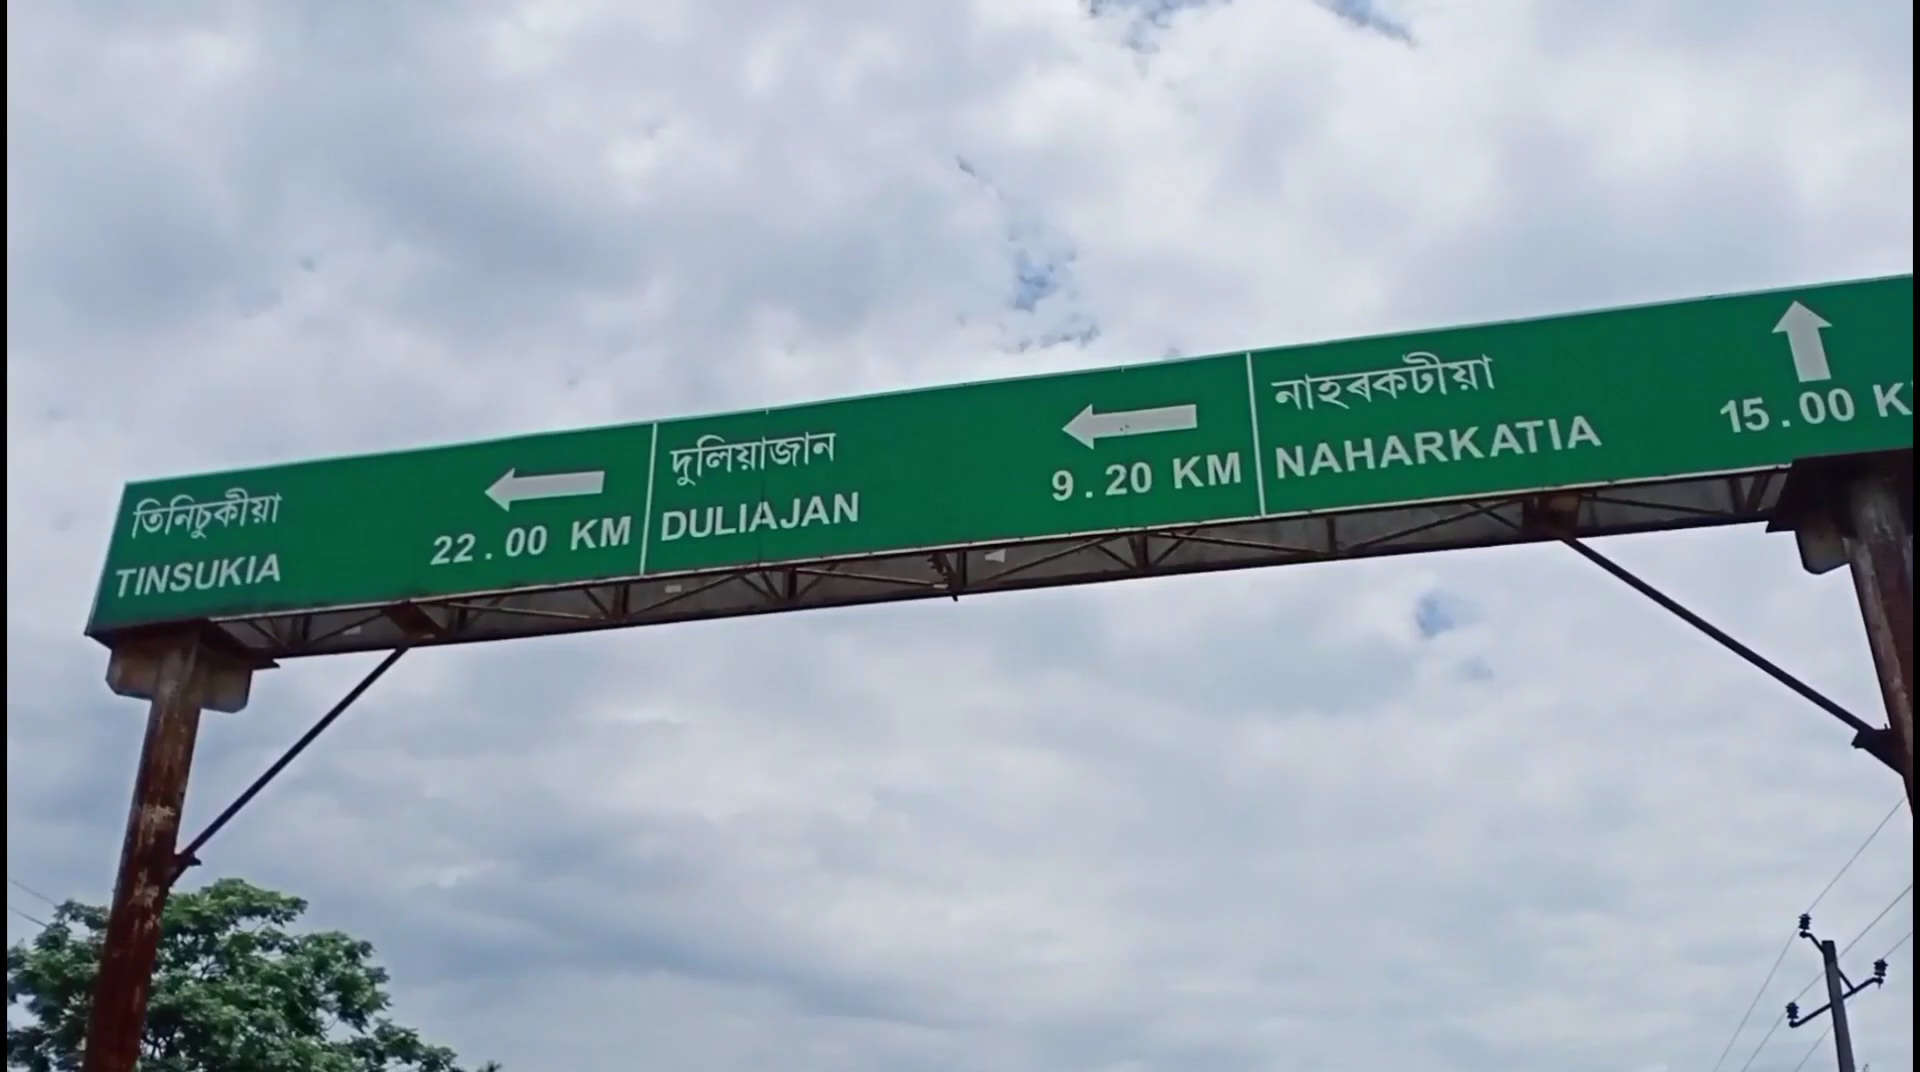 তিনিচুকীয়া
TINSUKIA
22.00 KM
দুলিয়াজান
DULIAJAN
9.20 KM
নাহৰকটীয়া
NAHARKATIA
15.00 K